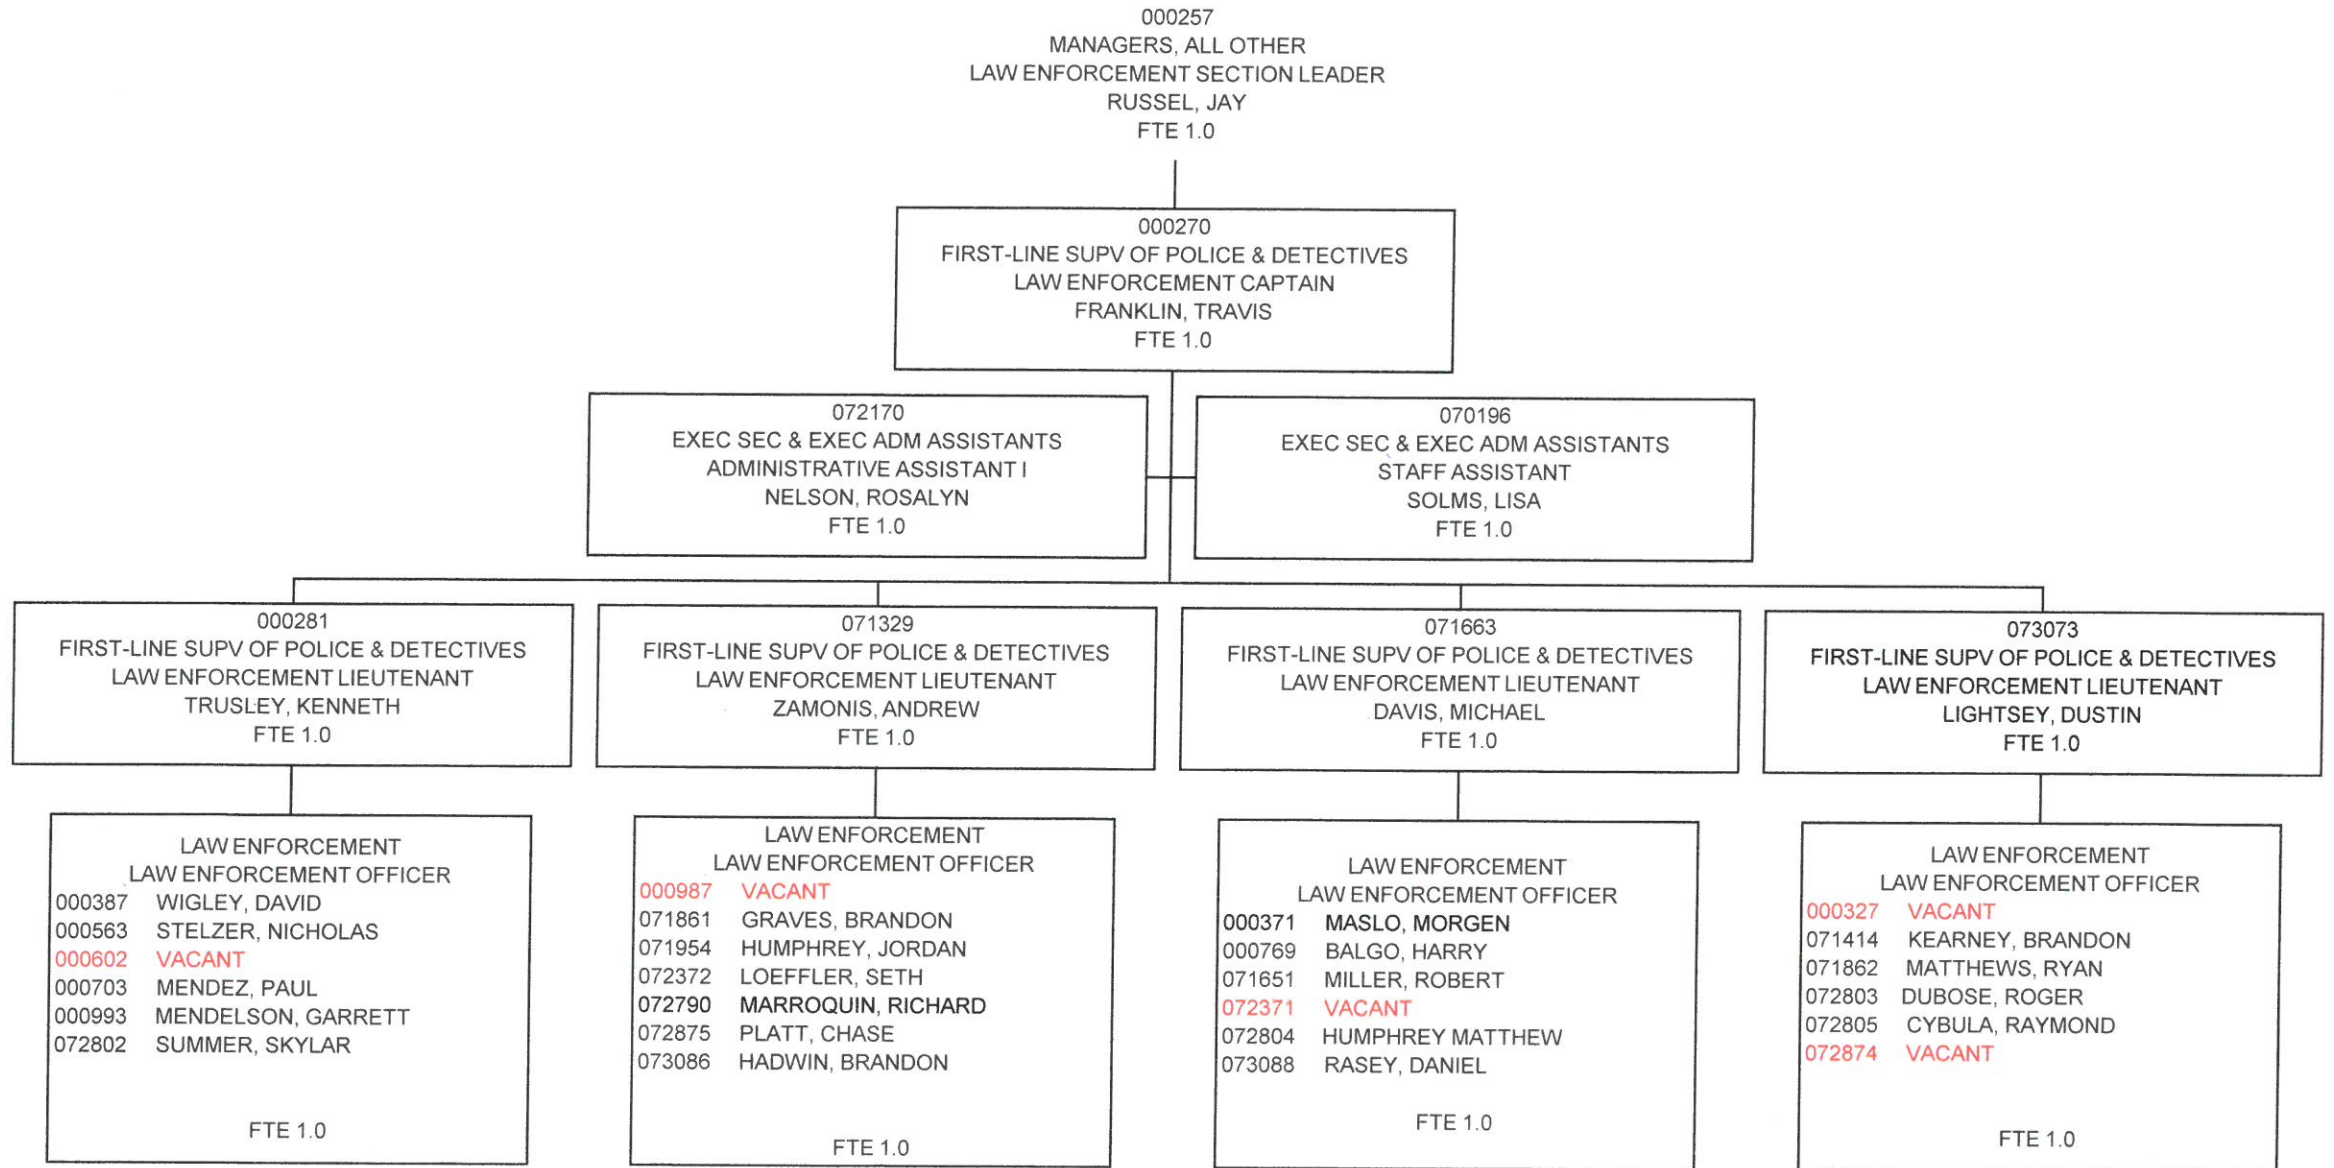 000257
MANAGERS, ALL OTHER
LAW ENFORCEMENT SECTION LEADER
RUSSEL, JAY
FTE 1.0
000270
FIRST-LINE SUPV OF POLICE & DETECTIVES
LAW ENFORCEMENT CAPTAIN
FRANKLIN, TRAVIS
FTE 1.0
072170
EXEC SEC & EXEC ADM ASSISTANTS
ADMINISTRATIVE ASSISTANT I
NELSON, ROSALYN
FTE 1.0
070196
EXEC SEC & EXEC ADM ASSISTANTS
STAFF ASSISTANT
SOLMS, LISA
FTE 1.0
000281
FIRST-LINE SUPV OF POLICE & DETECTIVES
LAW ENFORCEMENT LIEUTENANT
TRUSLEY, KENNETH
FTE 1.0
071329
FIRST-LINE SUPV OF POLICE & DETECTIVES
LAW ENFORCEMENT LIEUTENANT
ZAMONIS, ANDREW
FTE 1.0
071663
FIRST-LINE SUPV OF POLICE & DETECTIVES
LAW ENFORCEMENT LIEUTENANT
DAVIS, MICHAEL
FTE 1.0
073073
FIRST-LINE SUPV OF POLICE & DETECTIVES
LAW ENFORCEMENT LIEUTENANT
LIGHTSEY, DUSTIN
FTE 1.0
LAW ENFORCEMENT
LAW ENFORCEMENT OFFICER
000387 WIGLEY, DAVID
000563 STELZER, NICHOLAS
000602 VACANT
000703 MENDEZ, PAUL
000993 MENDELSON, GARRETT
072802 SUMMER, SKYLAR
FTE 1.0
LAW ENFORCEMENT
LAW ENFORCEMENT OFFICER
000987 VACANT
071861 GRAVES, BRANDON
071954 HUMPHREY, JORDAN
072372 LOEFFLER, SETH
072790 MARROQUIN, RICHARD
072875 PLATT, CHASE
073086 HADWIN, BRANDON
FTE 1.0
LAW ENFORCEMENT
LAW ENFORCEMENT OFFICER
000371 MASLO, MORGEN
000769 BALGO, HARRY
071651 MILLER, ROBERT
072371 VACANT
072804 HUMPHREY MATTHEW
073088 RASEY, DANIEL
FTE 1.0
LAW ENFORCEMENT
LAW ENFORCEMENT OFFICER
000327 VACANT
071414 KEARNEY, BRANDON
071862 MATTHEWS, RYAN
072803 DUBOSE, ROGER
072805 CYBULA, RAYMOND
072874 VACANT
FTE 1.0